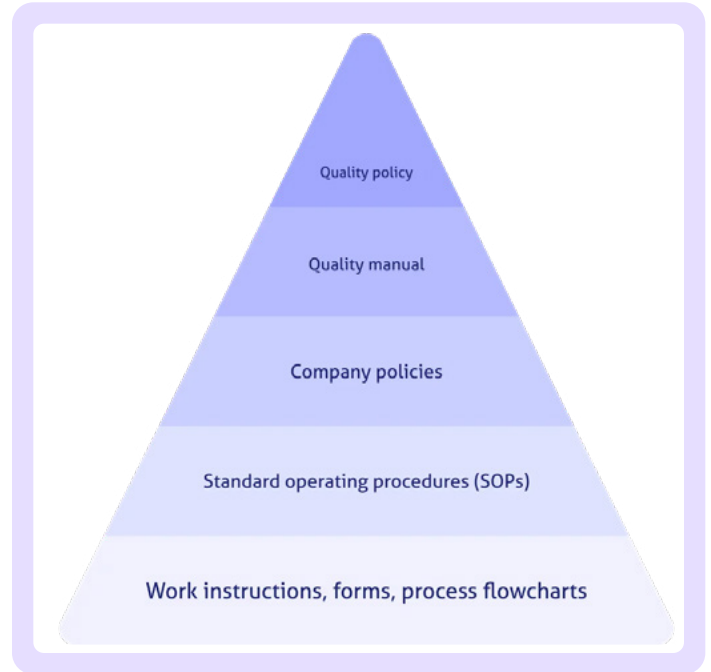 Quality policy
Quality manual
Company policies
Standard operating procedures (SOPs)
Work instructions, forms, process flowcharts